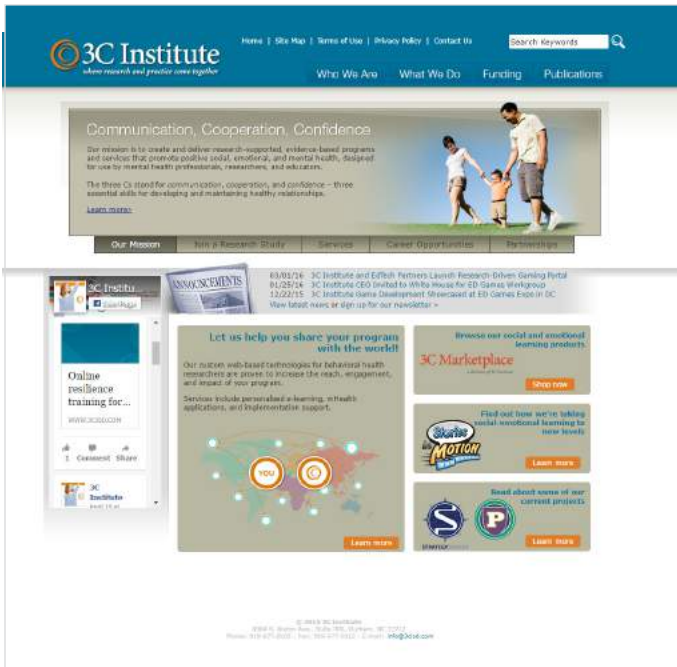 Home | Site Map | Terms of Use | Privacy Policy | Contact Us
Search Keywords
3C Institute
where research and practice come together
Who We Are What We Do Funding Publications
Communication, Cooperation, Confidence
Our mission is to create and deliver research-supported, evidence-based programs
and services that promote positive social, emotional, and mental health, designed
for use by mental health professionals, researchers, and educators.
The three Cs stand for communication, cooperation, and confidence – three
essential skills for developing and maintaining healthy relationships.
Learn more>
Our Mission Join a Research Study Services Career Opportunities Partnerships
3C Institu...
ANNOUNCEMENTS
03/01/16 3C Institute and EdTech Partners Launch Research-Driven Gaming Portal
01/25/16 3C Institute CEO Invited to White House for ED Games Workgroup
12/22/15 3C Institute Game Development Showcased at ED Games Expo in DC
View latest news or sign up for our newsletter »
Online
resilience
training for...
WWW.3CISD.COM
1 Comment Share
3C
Institute
Let us help you share your program
with the world!
Our custom web-based technologies for behavioral health
researchers are proven to increase the reach, engagement,
and impact of your program.
Services include personalized e-learning, mHealth
applications, and implementation support.
YOU
Learn more
Browse our social and emotional
learning products
3C Marketplace
Shop now
Find out how we're taking
social-emotional learning to
new levels
Stories
in MOTION
Learn more
Read about some of our
current projects
S
P
Learn more
3C Institute